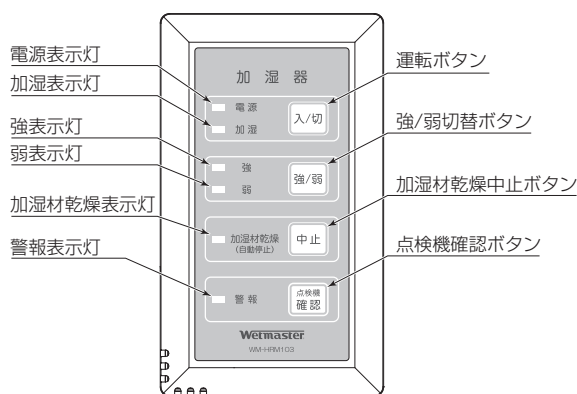 電源表示灯
加湿表示灯
強表示灯
弱表示灯
加湿材乾燥表示灯
警報表示灯
加湿器
電源
加湿
入/切
強
弱
強/弱
加湿材乾燥
(自動停止)
中止
警報
点検機
確認
Wetmaster
WM-HRM103
運転ボタン
強/弱切替ボタン
加湿材乾燥中止ボタン
点検機確認ボタン